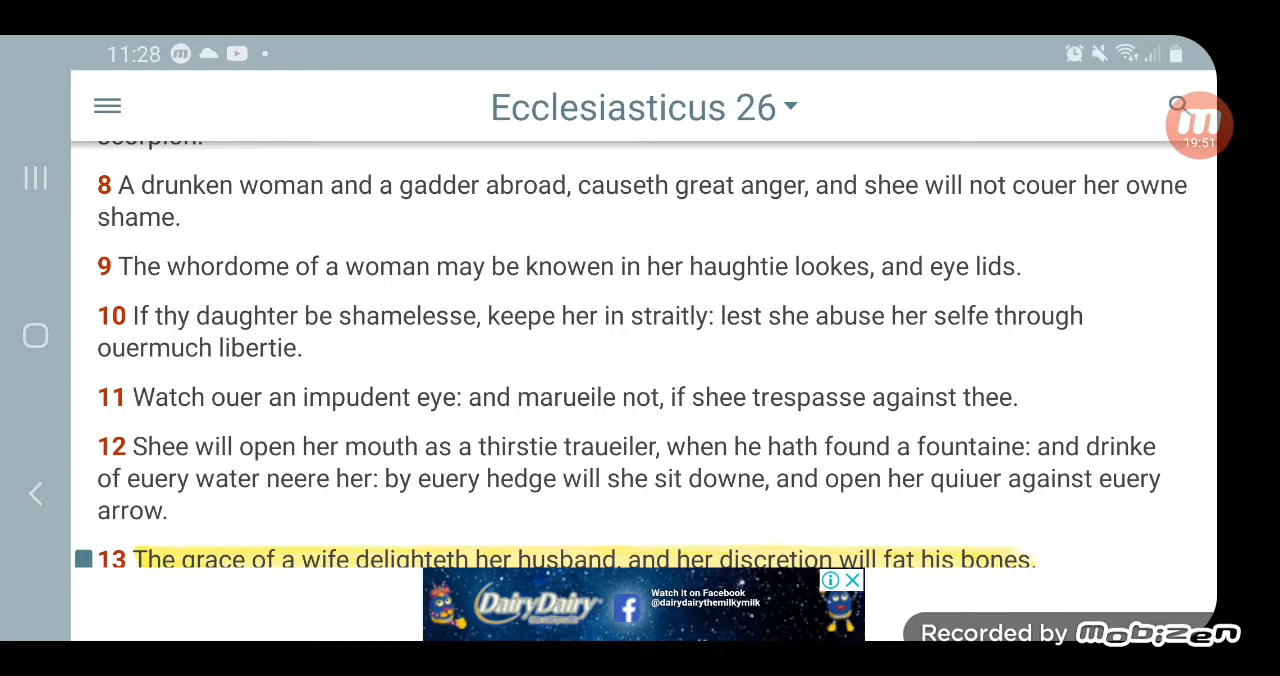 11:28
Ecclesiasticus 26
19:51
scorpion.
8 A drunken woman and a gadder abroad, causeth great anger, and shee will not couer her owne
shame.
9 The whordome of a woman may be knowen in her haughtie lookes, and eye lids.
10 If thy daughter be shamelesse, keepe her in straitly: lest she abuse her selfe through
ouermuch libertie.
11 Watch ouer an impudent eye: and marueile not, if shee trespasse against thee.
12 Shee will open her mouth as a thirstie traueiler, when he hath found a fountaine: and drinke
of euery water neere her: by euery hedge will she sit downe, and open her quiuer against euery
arrow.
13 The grace of a wife delighteth her husband, and her discretion will fat his bones.
DairyDairy
Watch it on Facebook
@dairydairythemilkymilk
Recorded by mobizen